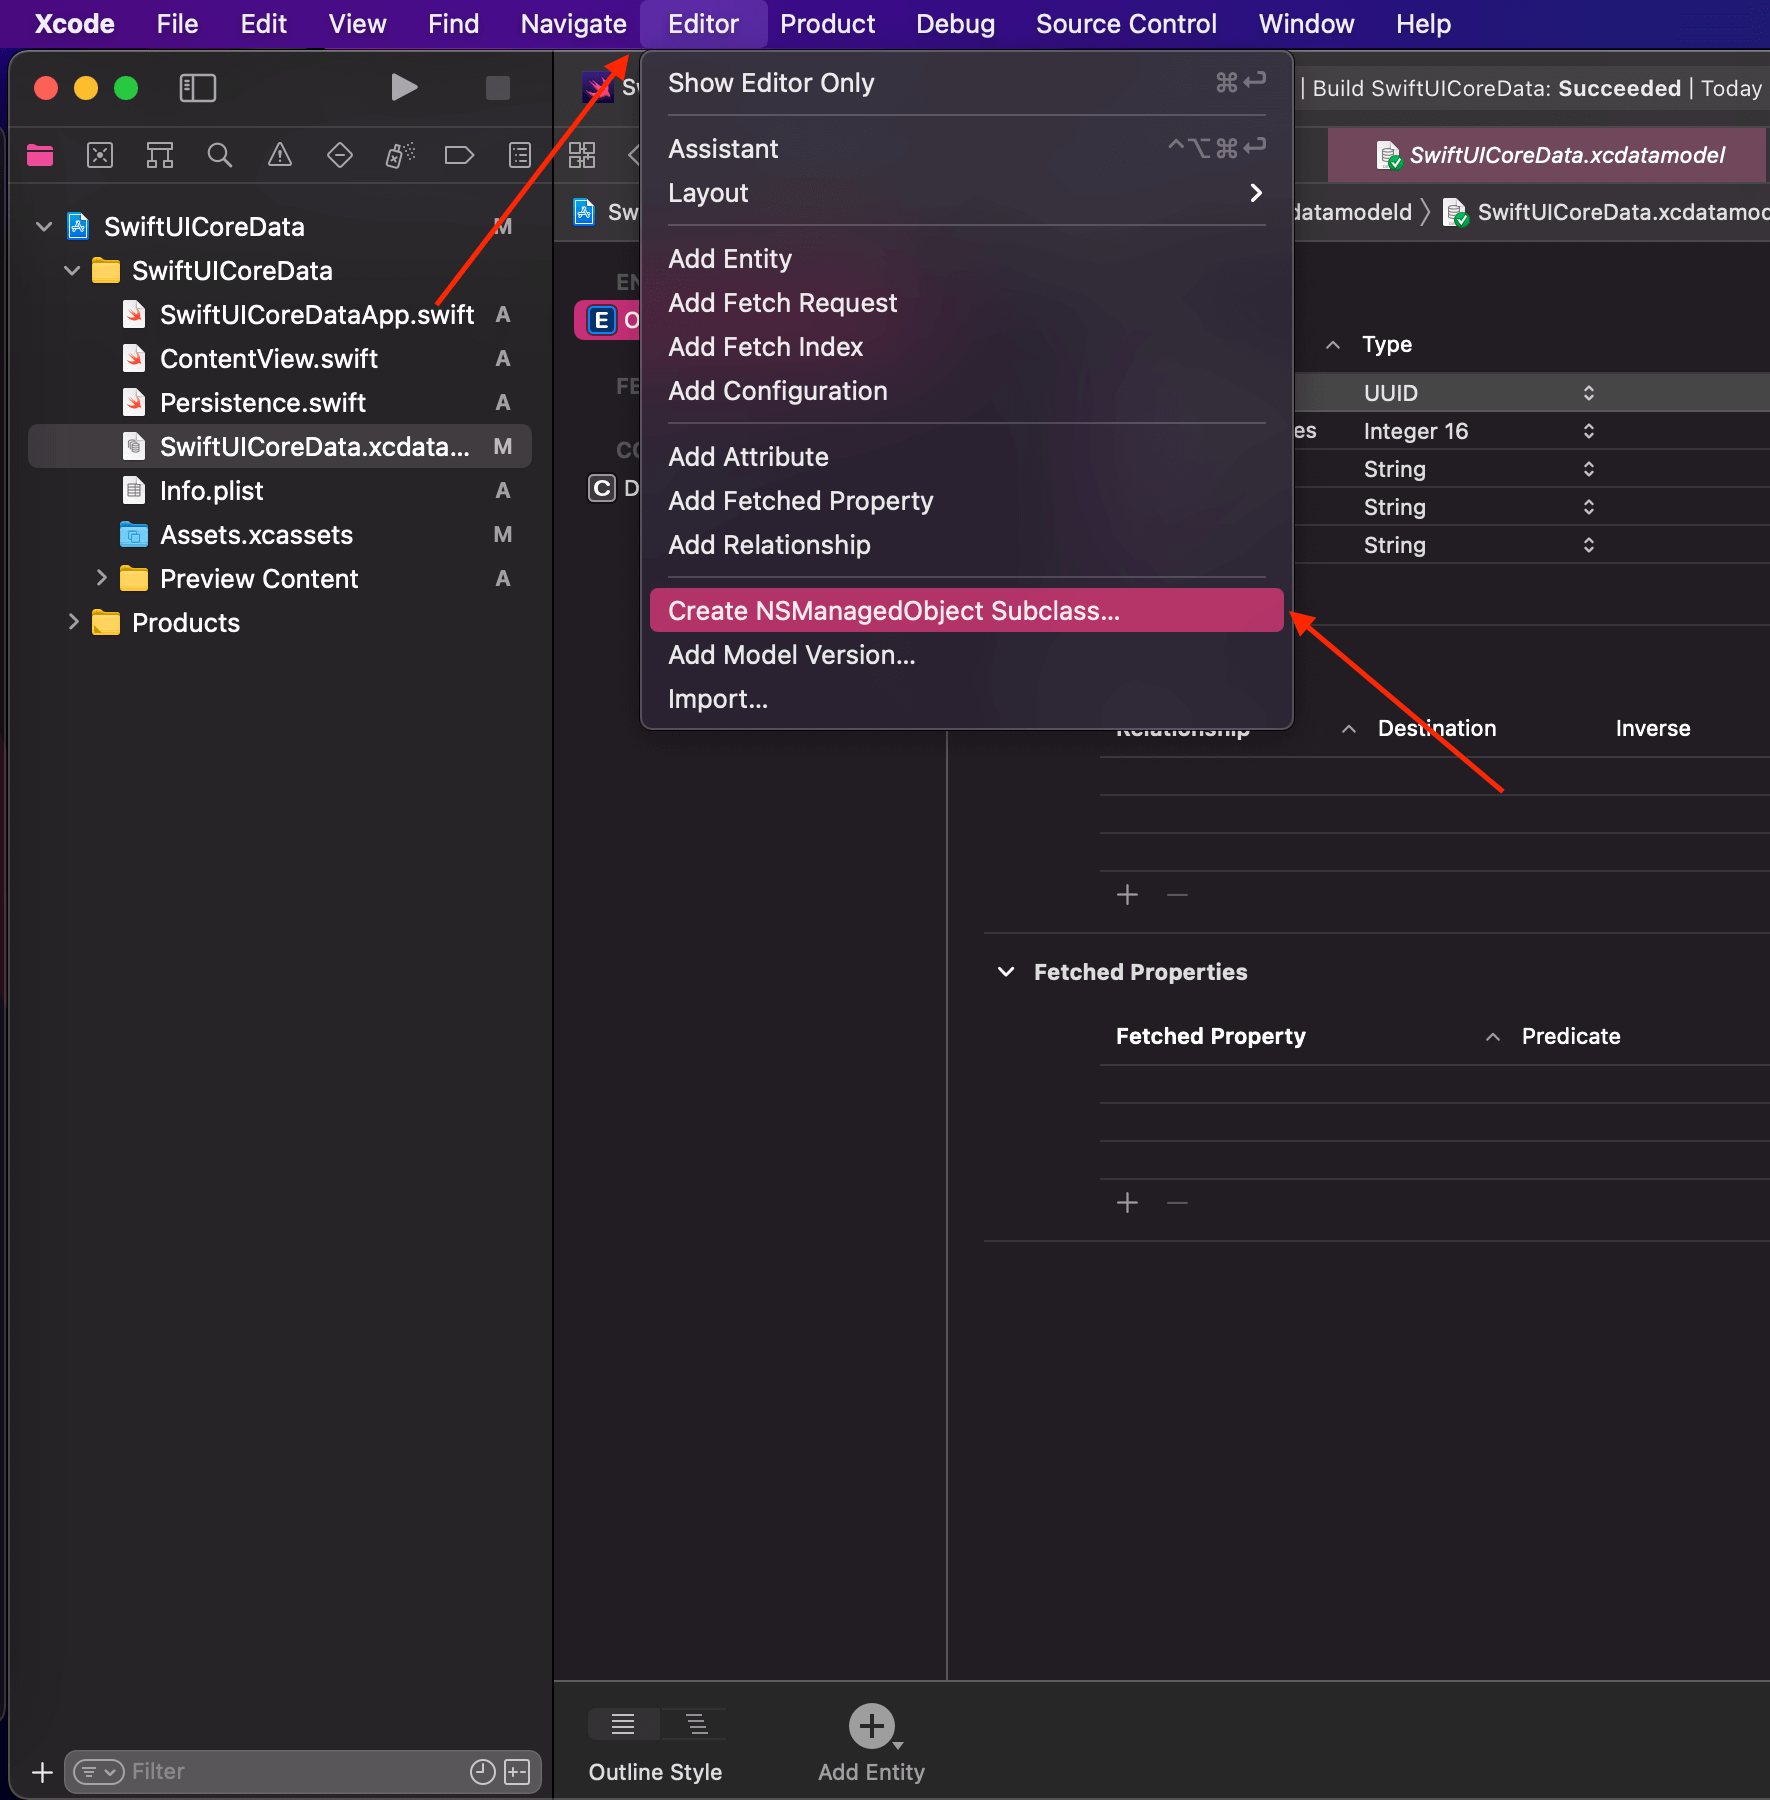 Xcode File Edit View Find Navigate Editor Product Debug Source Control Window Help
| Build SwiftUICoreData: Succeeded | Today
Show Editor Only ⌘↩
Assistant ^⌥⌘↩
Layout
Add Entity
Add Fetch Request
Add Fetch Index
Add Configuration
Add Attribute
Add Fetched Property
Add Relationship
Create NSManagedObject Subclass...
Add Model Version...
Import...
SwiftUICoreData M
SwiftUICoreData
SwiftUICoreDataApp.swift A
ContentView.swift A
Persistence.swift A
SwiftUICoreData.xcdata... M
Info.plist A
Assets.xcassets M
Preview Content A
Products
SwiftUICoreData.xcdatamodel
Sw
datamodeld
SwiftUICoreData.xcdatamoc
EN
E O
FE
CO
C D
Type
UUID
es Integer 16
String
String
String
Relationship Destination Inverse
+ −
Fetched Properties
Fetched Property Predicate
+ −
Outline Style
Add Entity
+ Filter